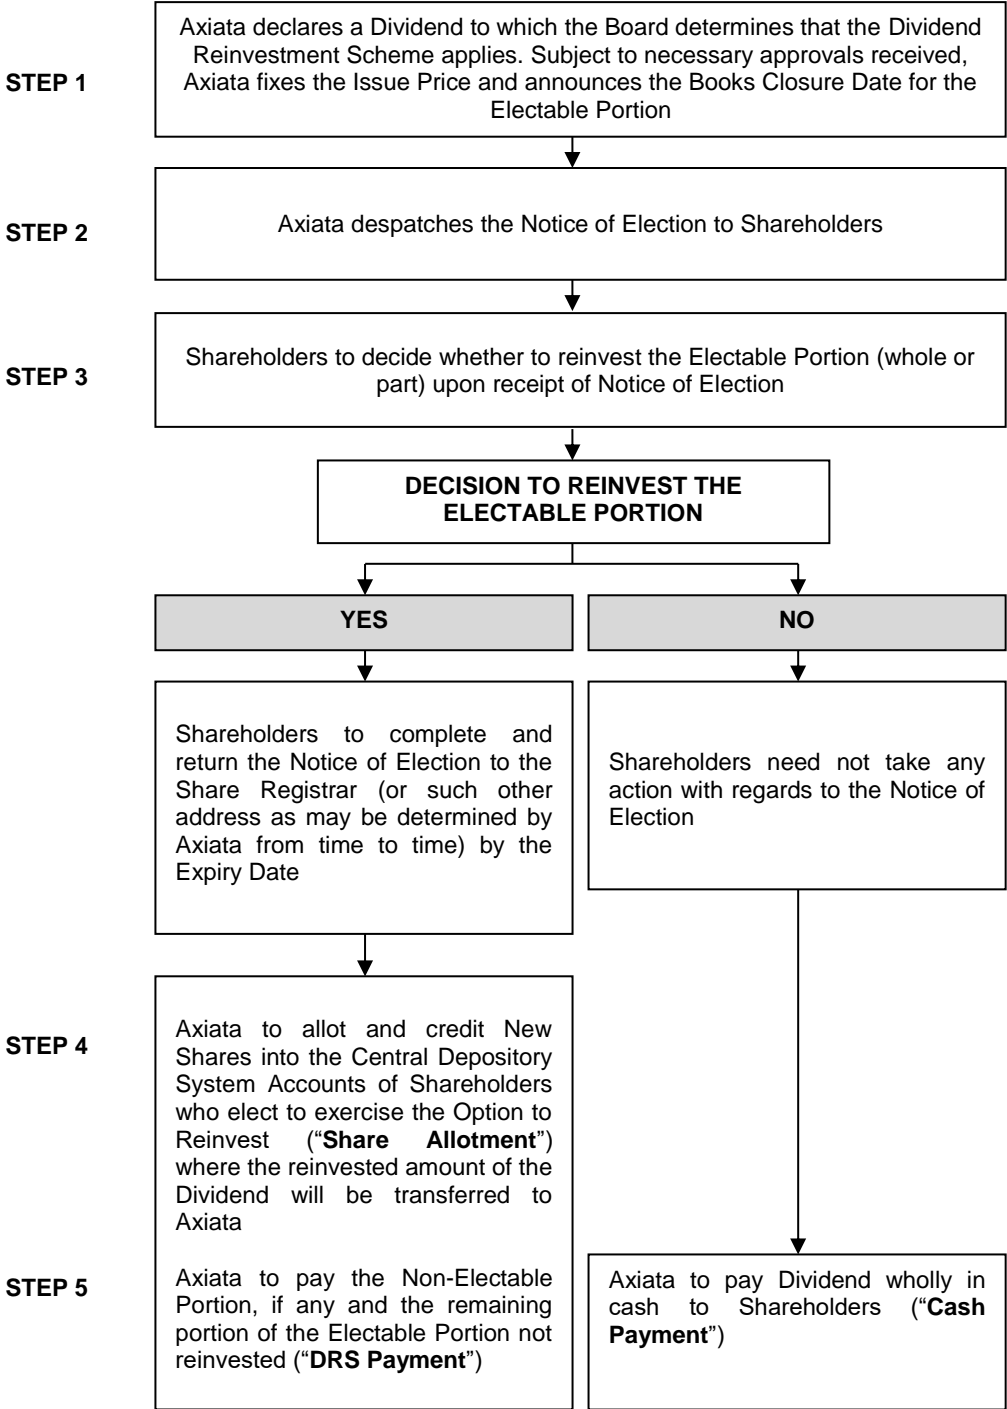 STEP 1
Axiata declares a Dividend to which the Board determines that the Dividend
Reinvestment Scheme applies. Subject to necessary approvals received,
Axiata fixes the Issue Price and announces the Books Closure Date for the
Electable Portion
STEP 2
Axiata despatches the Notice of Election to Shareholders
STEP 3
Shareholders to decide whether to reinvest the Electable Portion (whole or
part) upon receipt of Notice of Election
DECISION TO REINVEST THE
ELECTABLE PORTION
YES
NO
Shareholders to complete and
return the Notice of Election to the
Share Registrar (or such other
address as may be determined by
Axiata from time to time) by the
Expiry Date
Shareholders need not take any
action with regards to the Notice of
Election
STEP 4
Axiata to allot and credit New
Shares into the Central Depository
System Accounts of Shareholders
who elect to exercise the Option to
Reinvest (“Share Allotment”)
where the reinvested amount of the
Dividend will be transferred to
Axiata
STEP 5
Axiata to pay the Non-Electable
Portion, if any and the remaining
portion of the Electable Portion not
reinvested (“DRS Payment”)
Axiata to pay Dividend wholly in
cash to Shareholders (“Cash
Payment”)